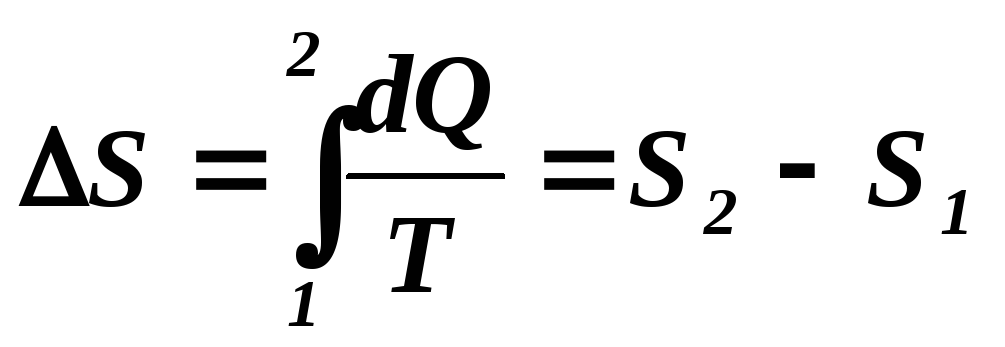 ΔS = ∫₁² dQ/T = S₂ - S₁